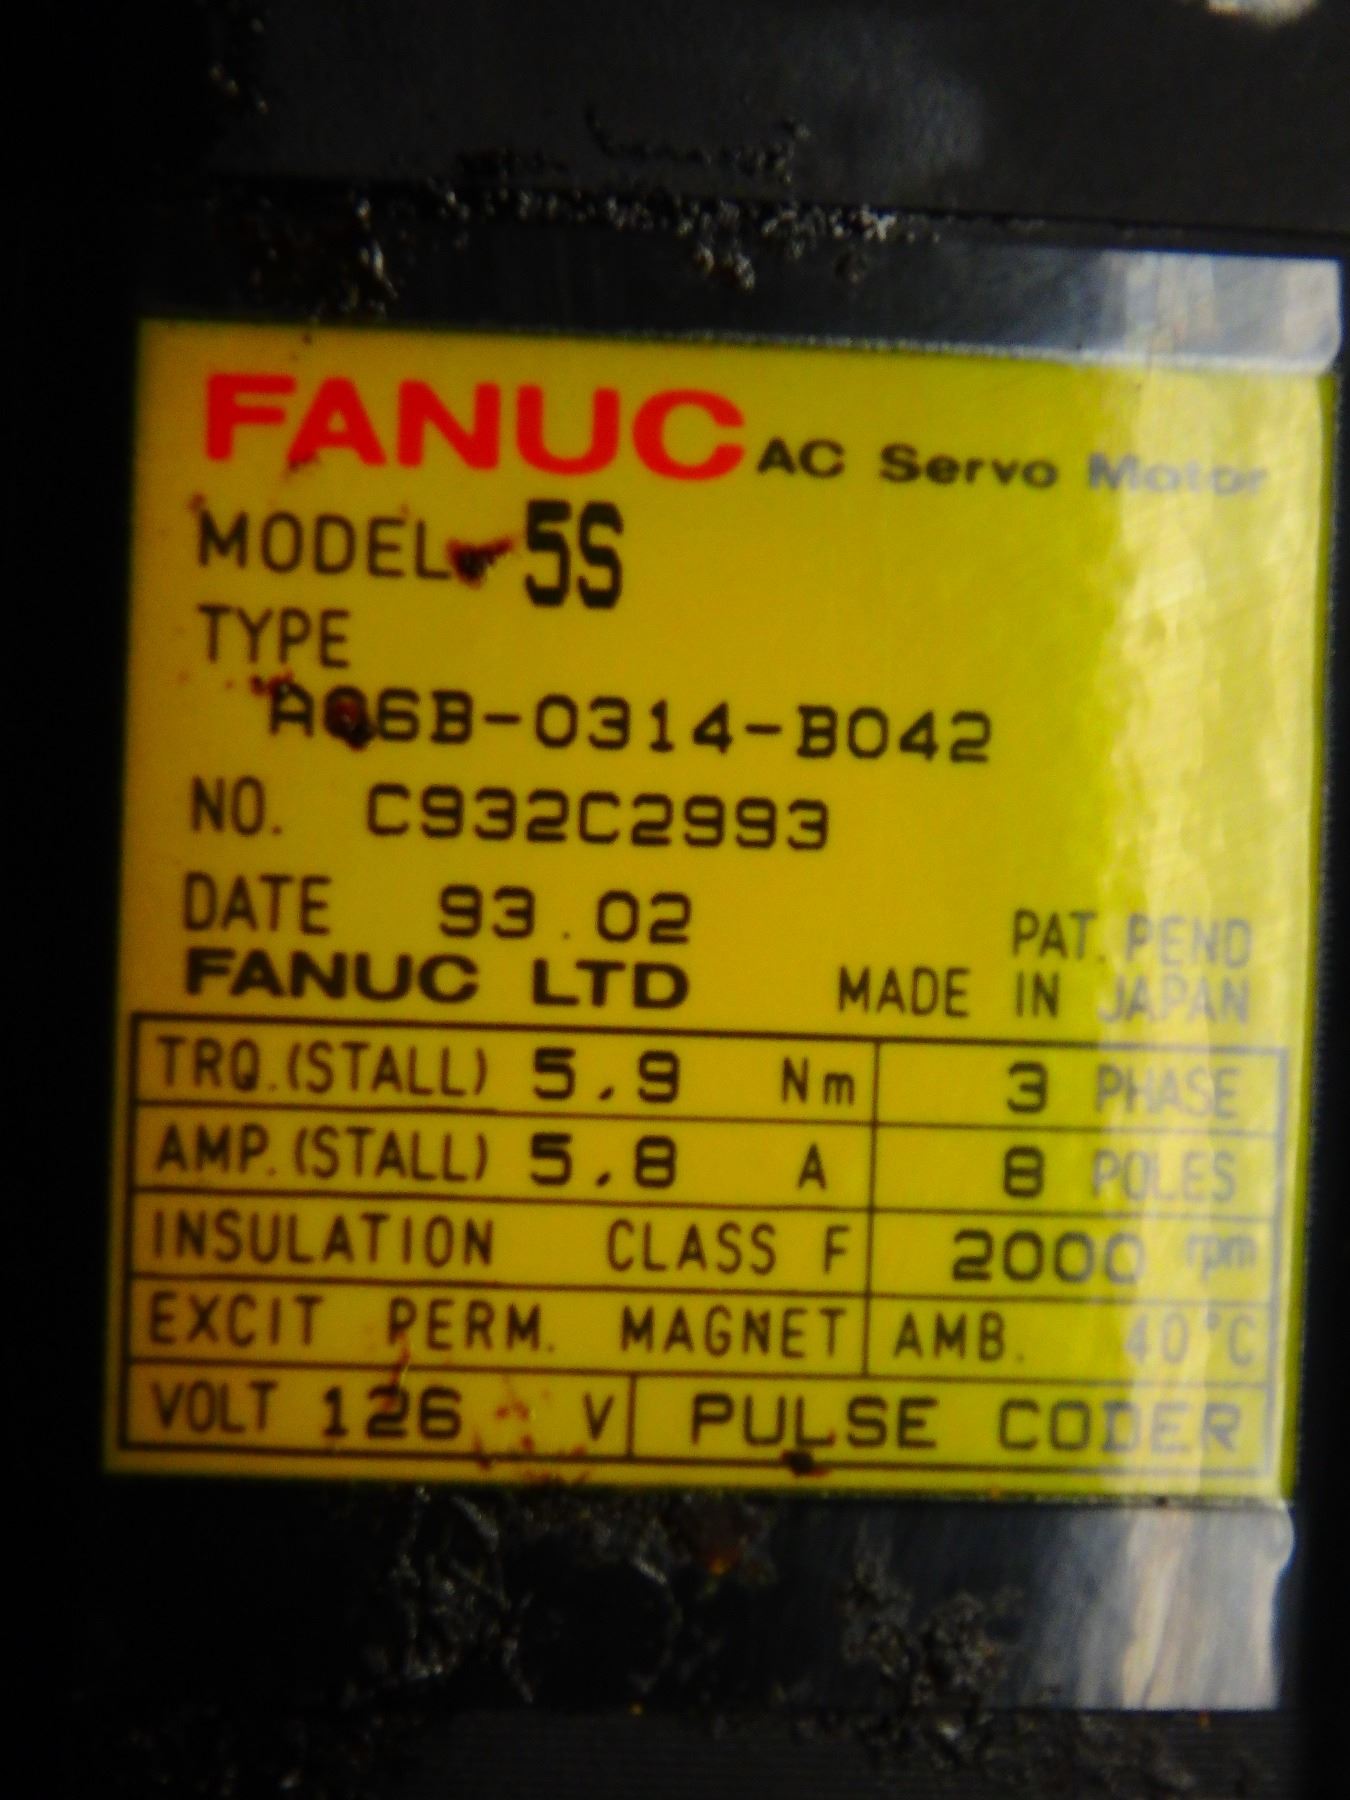 FANUC AC Servo Motor
MODEL 5S
TYPE
A06B-0314-B042
NO. C932C2993
DATE 93.02
PAT. PEND
FANUC LTD MADE IN JAPAN
TRQ.(STALL) 5.9 Nm 3 PHASE
AMP.(STALL) 5.8 A 8 POLES
INSULATION CLASS F 2000 rpm
EXCIT PERM. MAGNET AMB. 40°C
VOLT 126 V PULSE CODER